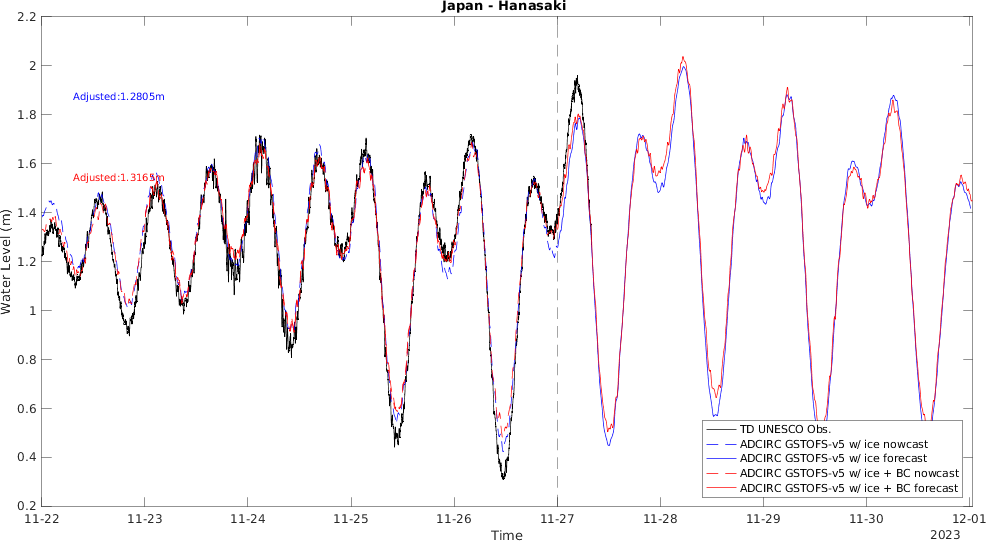 Japan - Hanasaki
2.2
2
1.8
1.6
1.4
1.2
1
0.8
0.6
0.4
0.2
Water Level (m)
Adjusted:1.2805m
Adjusted:1.3165m
TD UNESCO Obs.
ADCIRC GSTOFS-v5 w/ ice nowcast
ADCIRC GSTOFS-v5 w/ ice forecast
ADCIRC GSTOFS-v5 w/ ice + BC nowcast
ADCIRC GSTOFS-v5 w/ ice + BC forecast
11-22 11-23 11-24 11-25 11-26 11-27 11-28 11-29 11-30 12-01
Time
2023